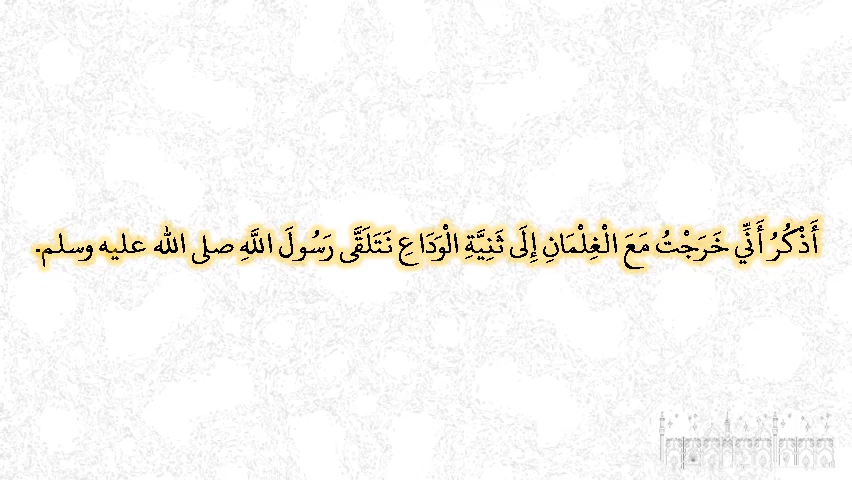 أَذْكُرُ أَنِّي خَرَجْتُ مَعَ الْغِلْمَانِ إِلَى ثَنِيَّةِ الْوَدَاعِ نَتَلَقَّى رَسُولَ اللَّهِ صلى الله عليه وسلم.